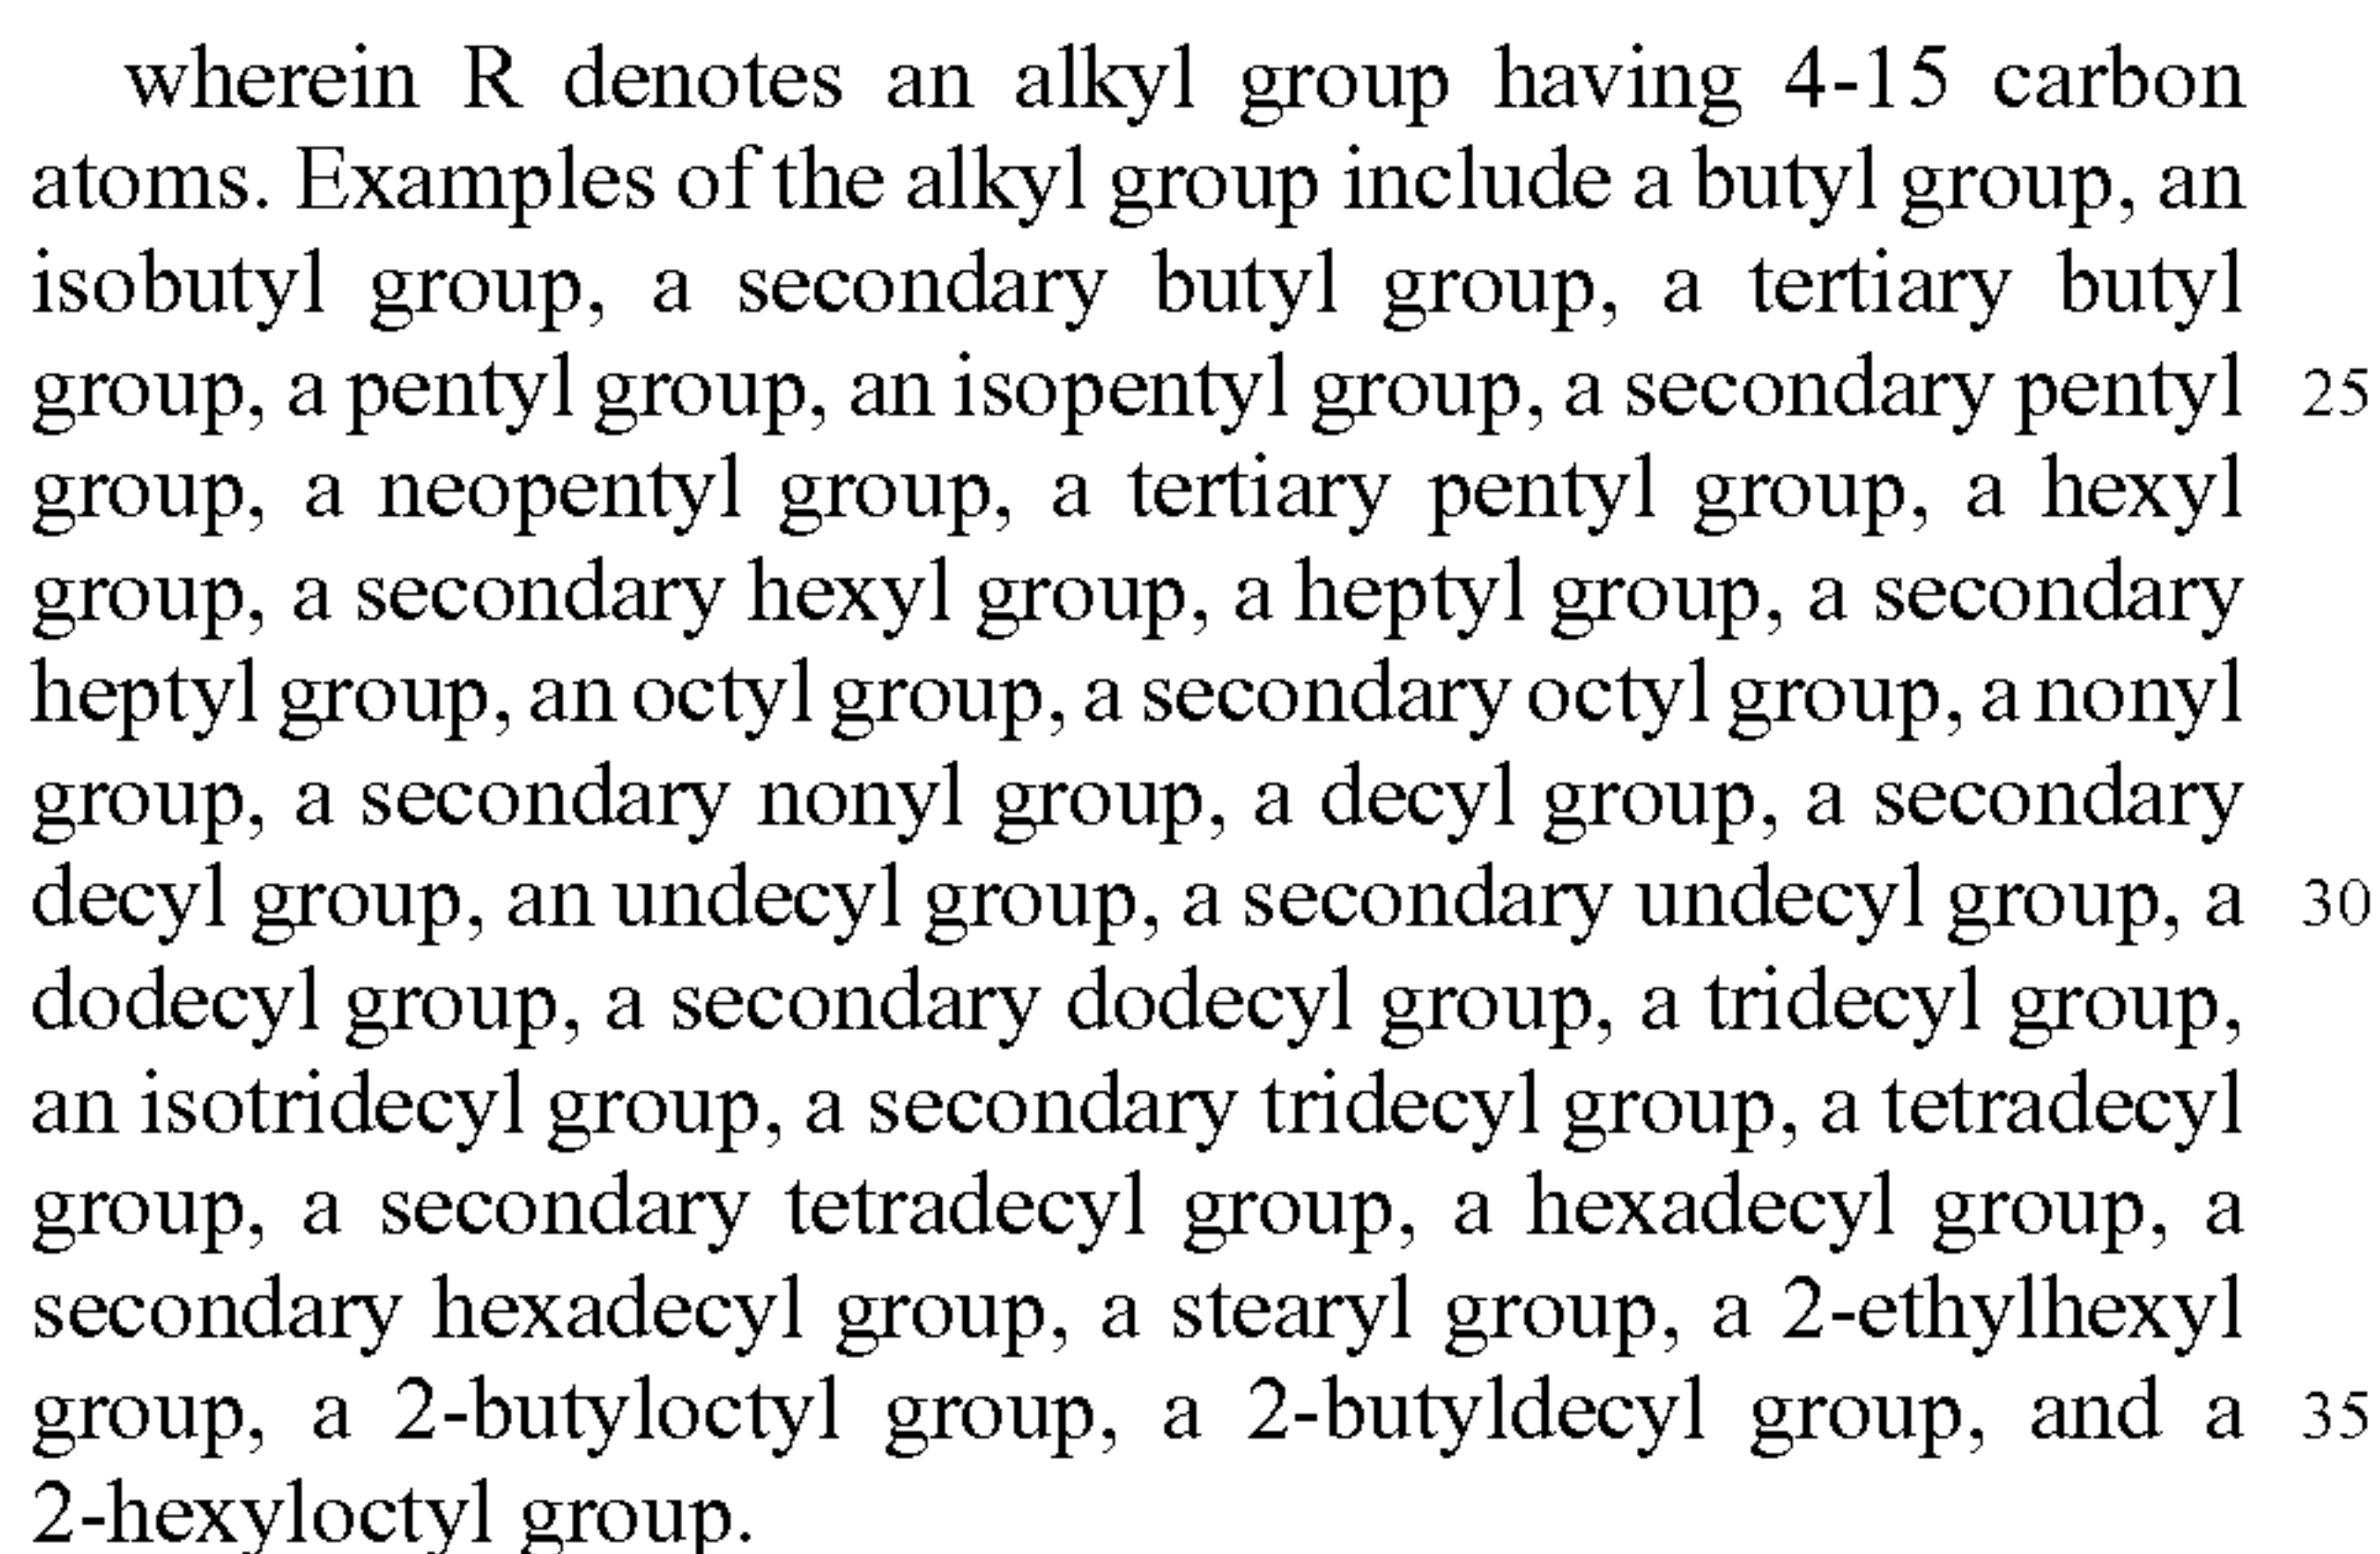 wherein R denotes an alkyl group having 4-15 carbon
atoms. Examples of the alkyl group include a butyl group, an
isobutyl group, a secondary butyl group, a tertiary butyl
group, a pentyl group, an isopentyl group, a secondary pentyl 25
group, a neopentyl group, a tertiary pentyl group, a hexyl
group, a secondary hexyl group, a heptyl group, a secondary
heptyl group, an octyl group, a secondary octyl group, a nonyl
group, a secondary nonyl group, a decyl group, a secondary
decyl group, an undecyl group, a secondary undecyl group, a 30
dodecyl group, a secondary dodecyl group, a tridecyl group,
an isotridecyl group, a secondary tridecyl group, a tetradecyl
group, a secondary tetradecyl group, a hexadecyl group, a
secondary hexadecyl group, a stearyl group, a 2-ethylhexyl
group, a 2-butyloctyl group, a 2-butyldecyl group, and a 35
2-hexyloctyl group.